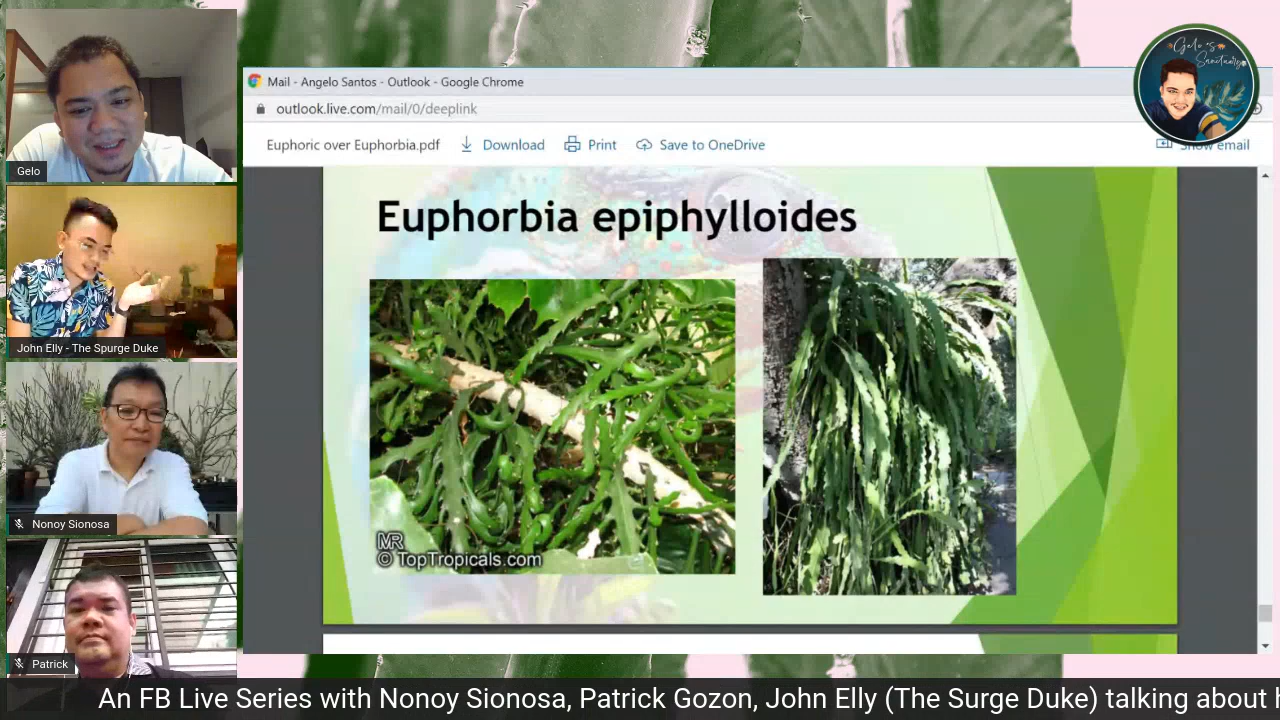 Gelo's
Sanctuary
Mail - Angelo Santos - Outlook - Google Chrome
outlook.live.com/mail/0/deeplink
Euphoric over Euphorbia.pdf Download Print Save to OneDrive Show email
Gelo
Euphorbia epiphylloides
John Elly - The Spurge Duke
Nonoy Sionosa
MR
© TopTropicals.com
Patrick
An FB Live Series with Nonoy Sionosa, Patrick Gozon, John Elly (The Surge Duke) talking about